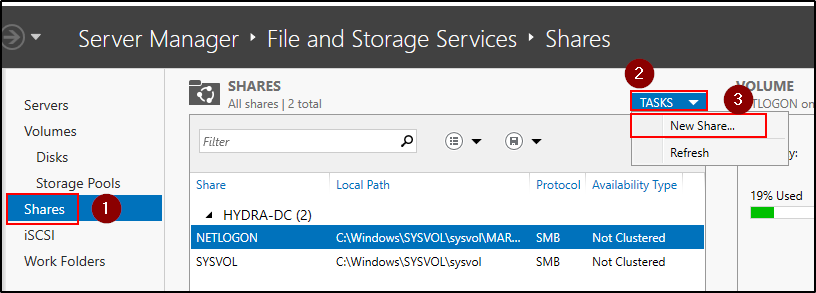 Server Manager ‣ File and Storage Services ‣ Shares
Servers
Volumes
Disks
Storage Pools
Shares
1
iSCSI
Work Folders
SHARES
All shares | 2 total
2
TASKS
3
New Share...
Refresh
Filter
Share Local Path Protocol Availability Type
HYDRA-DC (2)
NETLOGON C:\Windows\SYSVOL\sysvol\MAR... SMB Not Clustered
SYSVOL C:\Windows\SYSVOL\sysvol SMB Not Clustered
VOLUME
19% Used